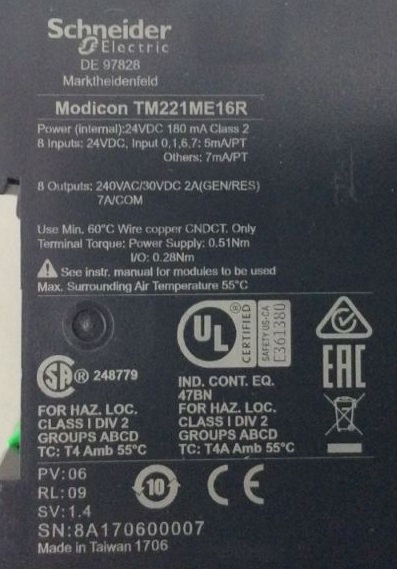 Schneider
Electric
DE 97828
Marktheidenfeld
Modicon TM221ME16R
Power (internal):24VDC 180 mA Class 2
8 Inputs: 24VDC, Input 0,1,6,7: 5mA/PT
Others: 7mA/PT
8 Outputs: 240VAC/30VDC 2A(GEN/RES)
7A/COM
Use Min. 60°C Wire copper CNDCT. Only
Terminal Torque: Power Supply: 0.51Nm
I/O: 0.28Nm
See instr. manual for modules to be used
Max. Surrounding Air Temperature 55°C
UL ® CERTIFIED SAFETY US-CA E361380
SA ® 248779
EAC
IND. CONT. EQ.
47BN
FOR HAZ. LOC.
CLASS I DIV 2
GROUPS ABCD
TC: T4 Amb 55°C
FOR HAZ. LOC.
CLASS I DIV 2
GROUPS ABCD
TC: T4A Amb 55°C
PV:06
RL:09
SV:1.4
10
CE
SN:8A170600007
Made in Taiwan 1706